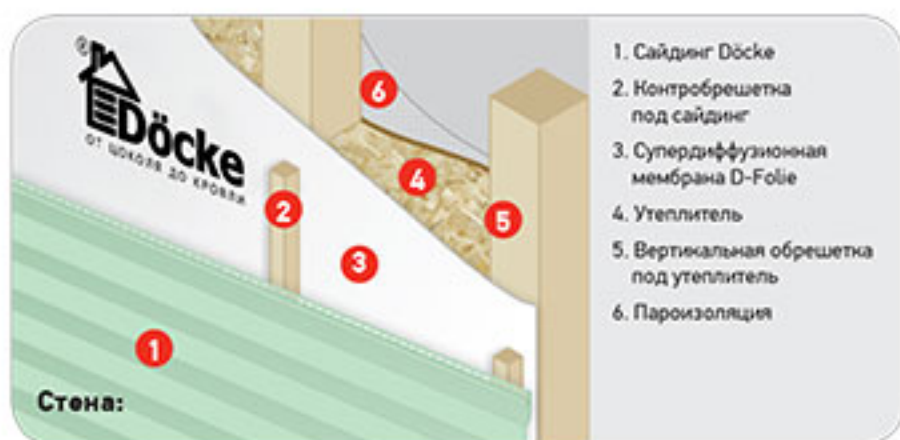 ®
Döcke
ОТ ЦОКОЛЯ ДО КРОВЛИ
6
4
2
5
3
1
Стена:
1. Сайдинг Döcke
2. Контробрешетка
под сайдинг
3. Супердиффузионная
мембрана D-Folie
4. Утеплитель
5. Вертикальная обрешетка
под утеплитель
6. Пароизоляция